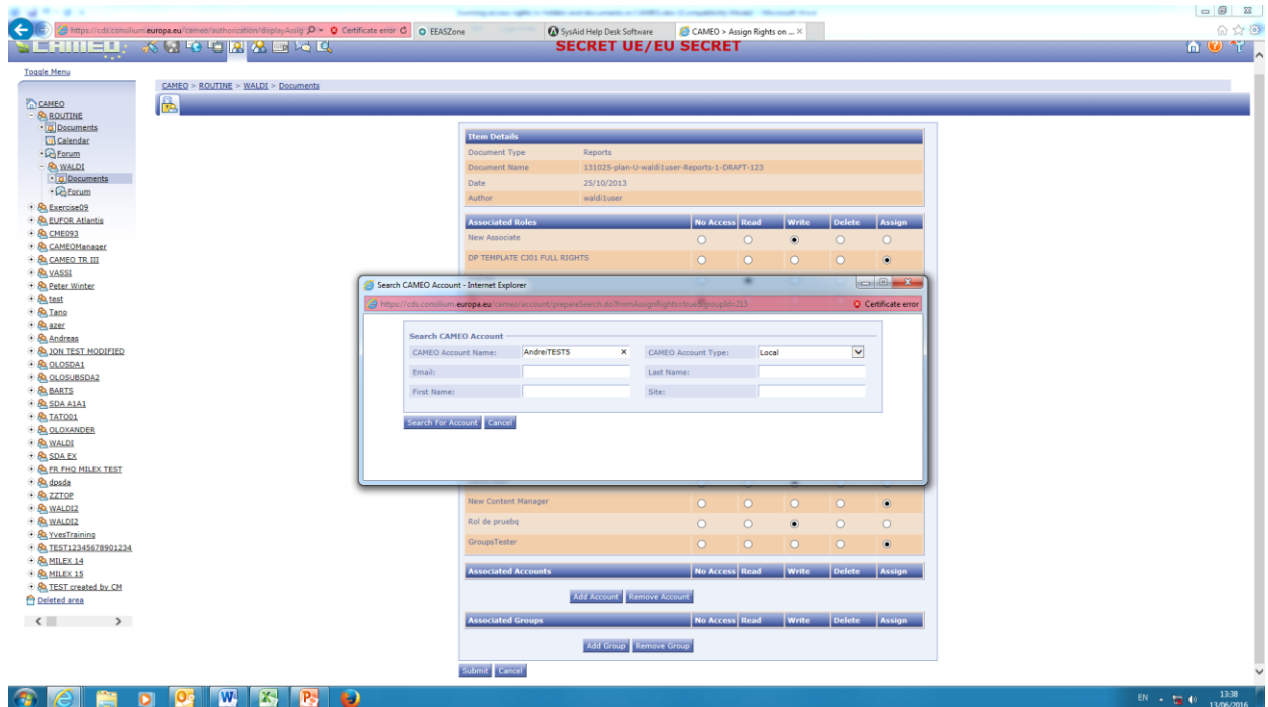 https://cds.consilium.europa.eu/cameo/authorization/displayAssig Certificate error EEASZone SysAid Help Desk Software CAMEO > Assign Rights on ...
CAMEO: SECRET UE/EU SECRET
Toggle Menu
CAMEO > ROUTINE > WALDI > Documents
CAMEO
ROUTINE
Documents
Calendar
Forum
WALDI
Documents
Forum
Exercise09
EUFOR Atlantis
CME093
CAMEOManager
CAMEO TR III
VASSI
Peter Winter
test
Tano
azer
Andreas
JON TEST MODIFIED
OLOSDA1
OLOSUBSDA2
BARTS
SDA A1A1
TATO01
OLOXANDER
WALDI
SDA EX
FR FHQ MILEX TEST
dpsda
ZZTOP
WALDI2
WALDI2
YvesTraining
TEST12345678901234
MILEX 14
MILEX 15
TEST created by CM
Deleted area
Item Details
Document Type Reports
Document Name 131025-plan-U-waldi1user-Reports-1-DRAFT-123
Date 25/10/2013
Author waldi1user
Associated Roles No Access Read Write Delete Assign
New Associate
DP TEMPLATE CJ01 FULL RIGHTS
Search CAMEO Account - Internet Explorer
https://cds.consilium.europa.eu/cameo/account/prepareSearch.do?fromAssignRights=true&groupId=213 Certificate error
Search CAMEO Account
CAMEO Account Name: AndreiTEST5 x CAMEO Account Type: Local
Email: Last Name:
First Name: Site:
Search For Account Cancel
New Content Manager
Rol de pruebq
GroupsTester
Associated Accounts No Access Read Write Delete Assign
Add Account Remove Account
Associated Groups No Access Read Write Delete Assign
Add Group Remove Group
Submit Cancel
EN 13:38
13/06/2016